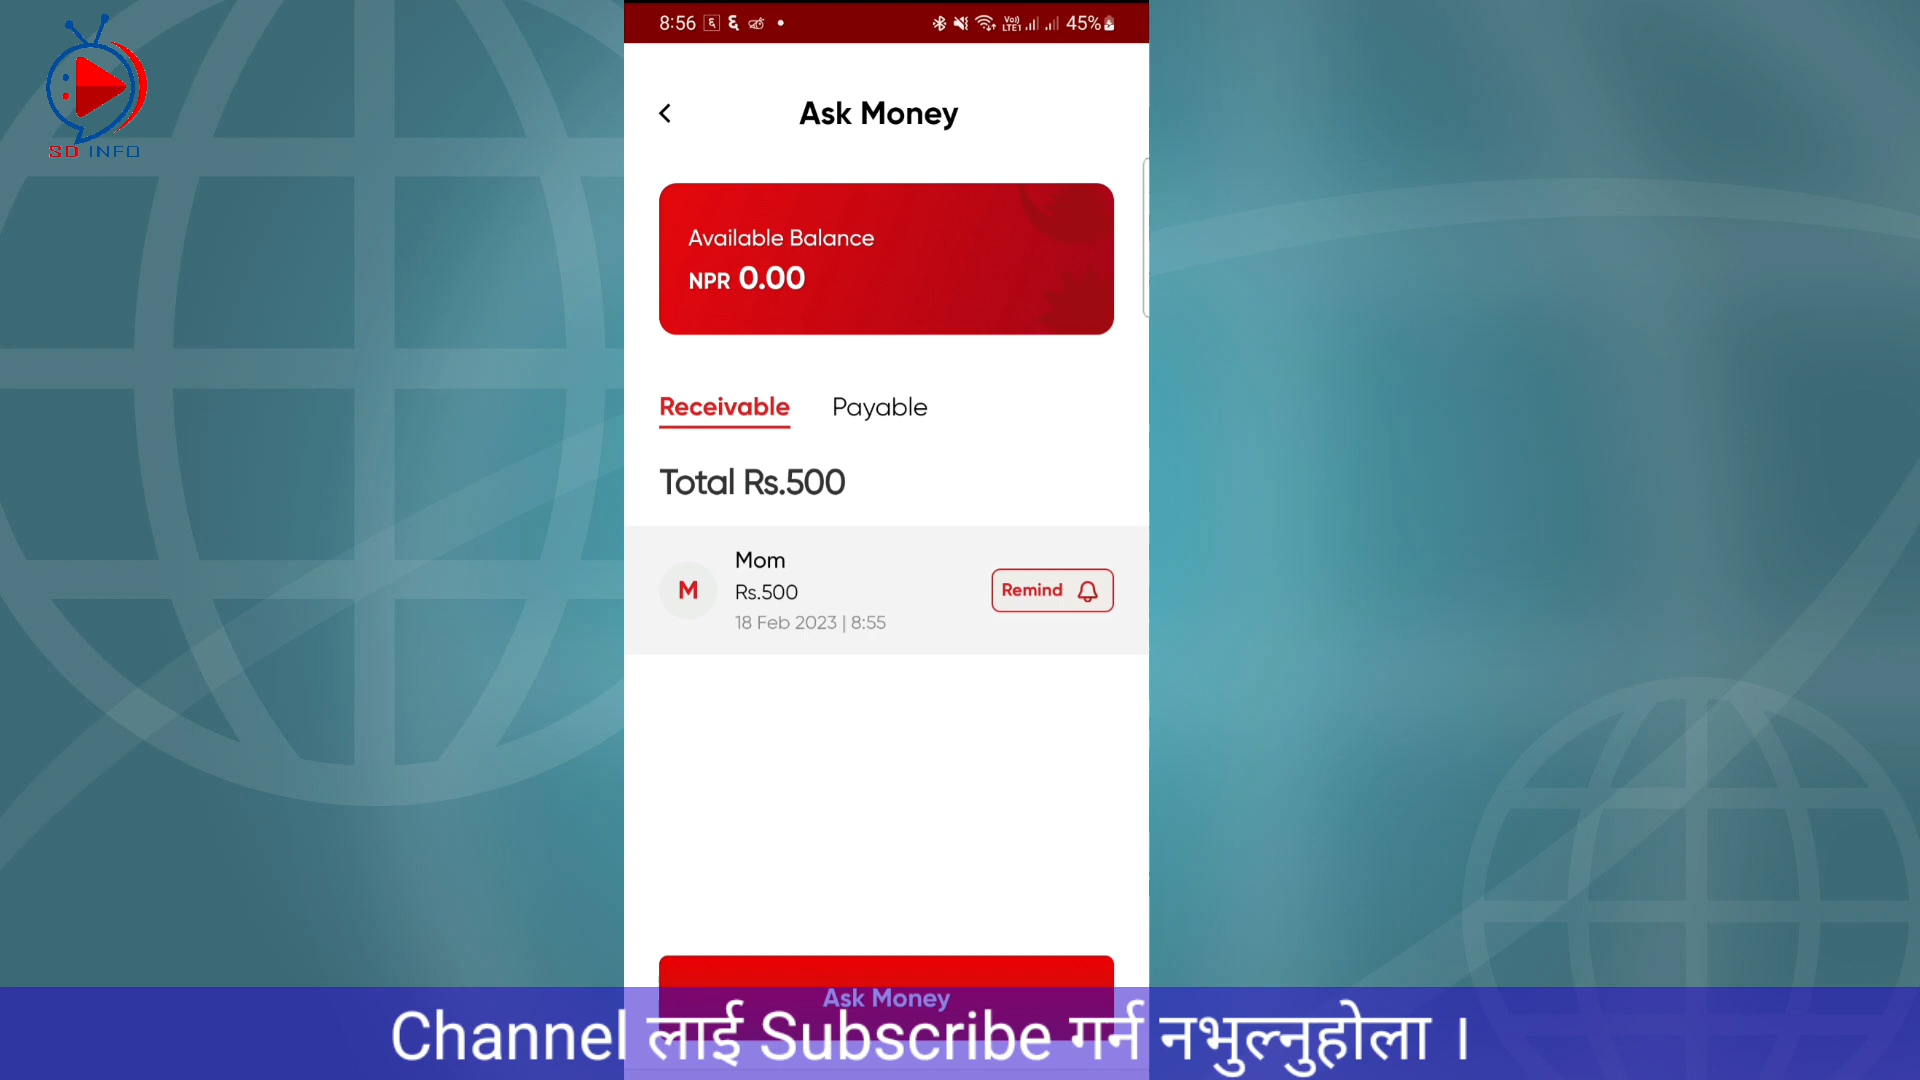 SD INFO
8:56
VoLTE1
45%
Ask Money
Available Balance
NPR 0.00
Receivable
Payable
Total Rs.500
M
Mom
Rs.500
18 Feb 2023 | 8:55
Remind
Ask Money
Channel लाई Subscribe गर्न नभुल्नुहोला ।